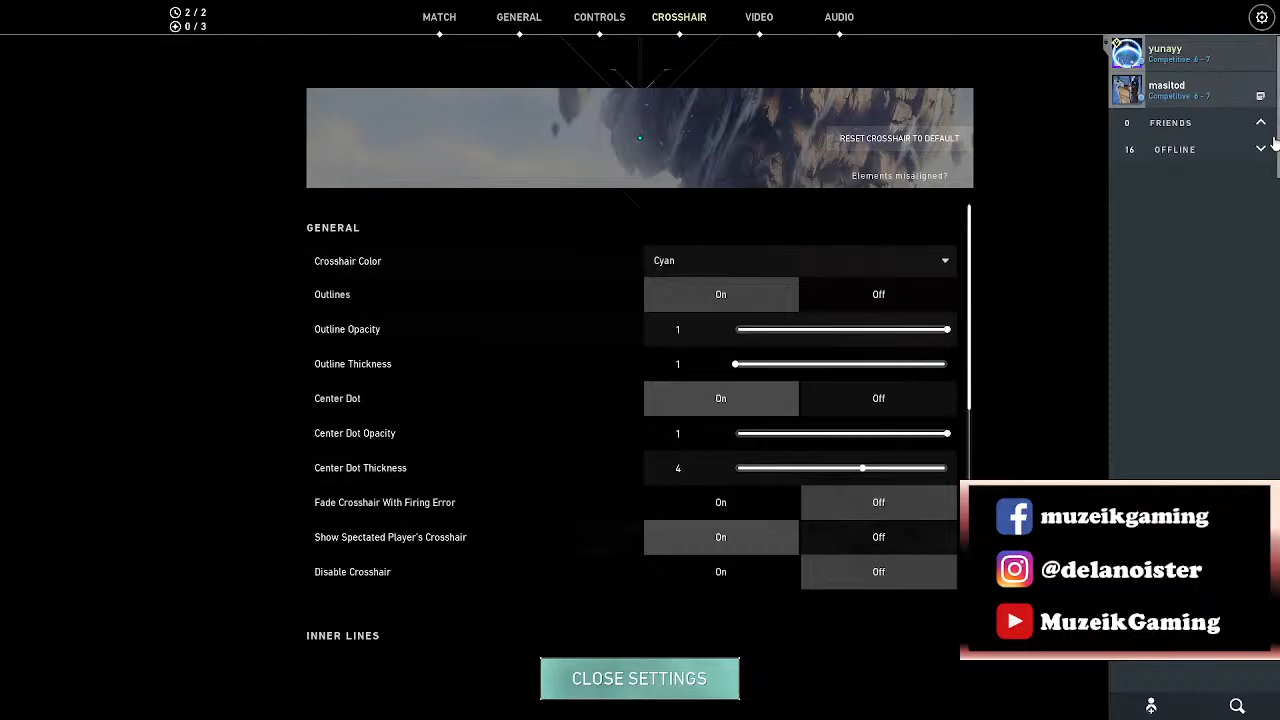 2 / 2
0 / 3
MATCH
GENERAL
CONTROLS
CROSSHAIR
VIDEO
AUDIO
yunayy
Competitive 6 - 7
masitod
Competitive 6 - 7
0 FRIENDS
16 OFFLINE
RESET CROSSHAIR TO DEFAULT
Elements misaligned?
GENERAL
Crosshair Color Cyan
Outlines On Off
Outline Opacity 1
Outline Thickness 1
Center Dot On Off
Center Dot Opacity 1
Center Dot Thickness 4
Fade Crosshair With Firing Error On Off
Show Spectated Player's Crosshair On Off
Disable Crosshair On Off
INNER LINES
CLOSE SETTINGS
muzeikgaming
@delanoister
MuzeikGaming